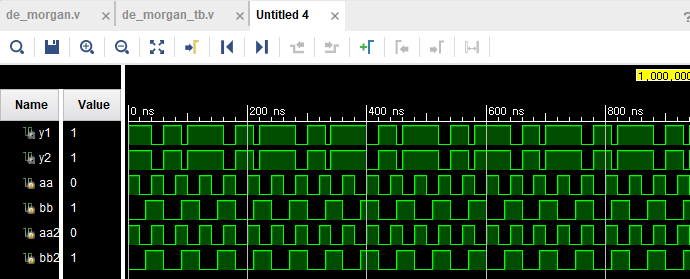 de_morgan.v × de_morgan_tb.v × Untitled 4 ×
1,000,000
Name Value 0 ns 200 ns 400 ns 600 ns 800 ns
y1 1
y2 1
aa 0
bb 1
aa2 0
bb2 1